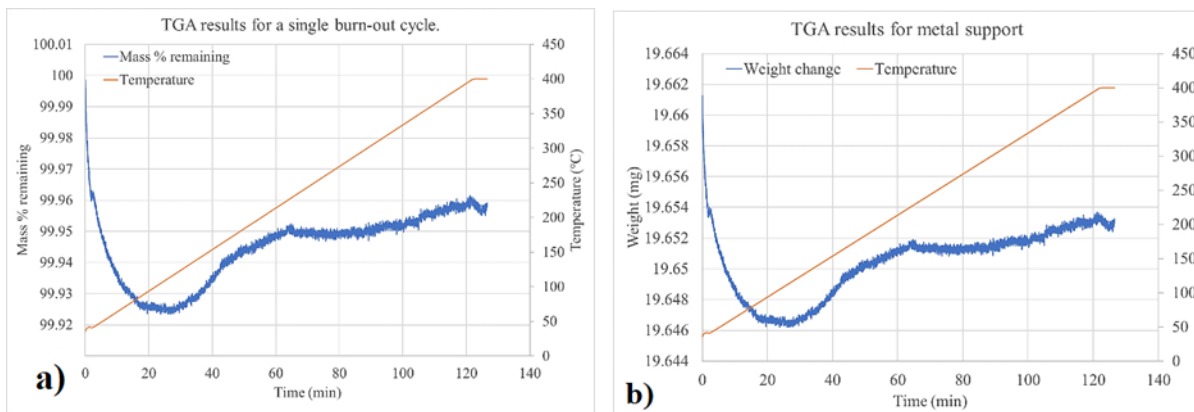 TGA results for a single burn-out cycle.
Mass % remaining
Temperature
100.01
100
99.99
99.98
99.97
99.96
99.95
99.94
99.93
99.92
Mass % remaining
450
400
350
300
250
200
150
100
50
0
Temperature (°C)
0 20 40 60 80 100 120 140
Time (min)
a)
TGA results for metal support
Weight change Temperature
19.664
19.662
19.66
19.658
19.656
19.654
19.652
19.65
19.648
19.646
19.644
Weight (mg)
450
400
350
300
250
200
150
100
50
0
0 20 40 60 80 100 120 140
Time (min)
b)